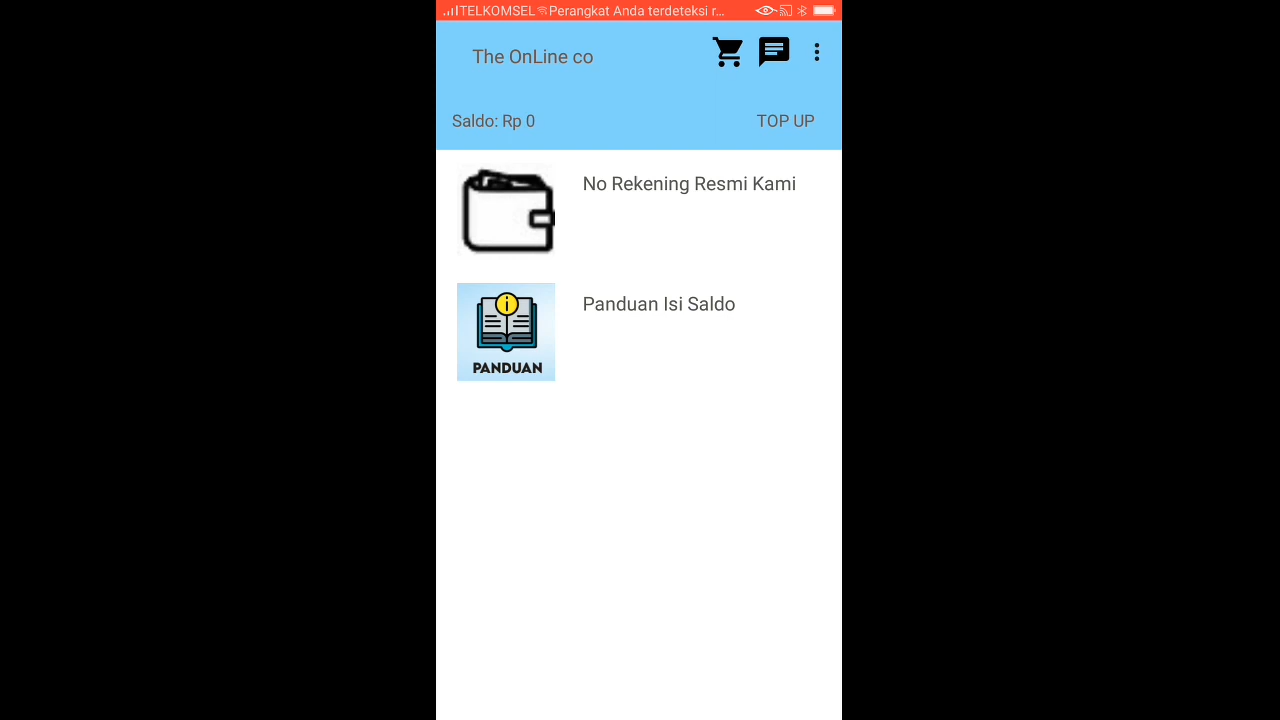 TELKOMSEL Perangkat Anda terdeteksi r...
The OnLine co
Saldo: Rp 0
TOP UP
No Rekening Resmi Kami
Panduan Isi Saldo
i
PANDUAN